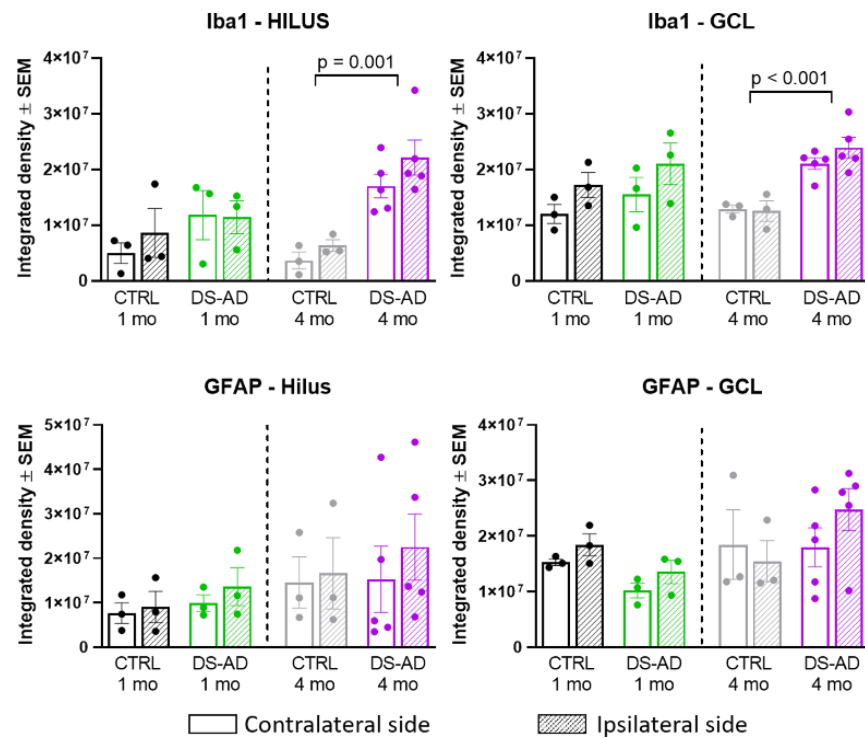 Iba1 - HILUS
Integrated density ± SEM
4×10⁷
3×10⁷
2×10⁷
1×10⁷
0
p = 0.001
CTRL DS-AD CTRL DS-AD
1 mo 1 mo 4 mo 4 mo
Iba1 - GCL
Integrated density ± SEM
4×10⁷
3×10⁷
2×10⁷
1×10⁷
0
p < 0.001
CTRL DS-AD CTRL DS-AD
1 mo 1 mo 4 mo 4 mo
GFAP - Hilus
Integrated density ± SEM
5×10⁷
4×10⁷
3×10⁷
2×10⁷
1×10⁷
0
CTRL DS-AD CTRL DS-AD
1 mo 1 mo 4 mo 4 mo
GFAP - GCL
Integrated density ± SEM
4×10⁷
3×10⁷
2×10⁷
1×10⁷
0
CTRL DS-AD CTRL DS-AD
1 mo 1 mo 4 mo 4 mo
Contralateral side Ipsilateral side